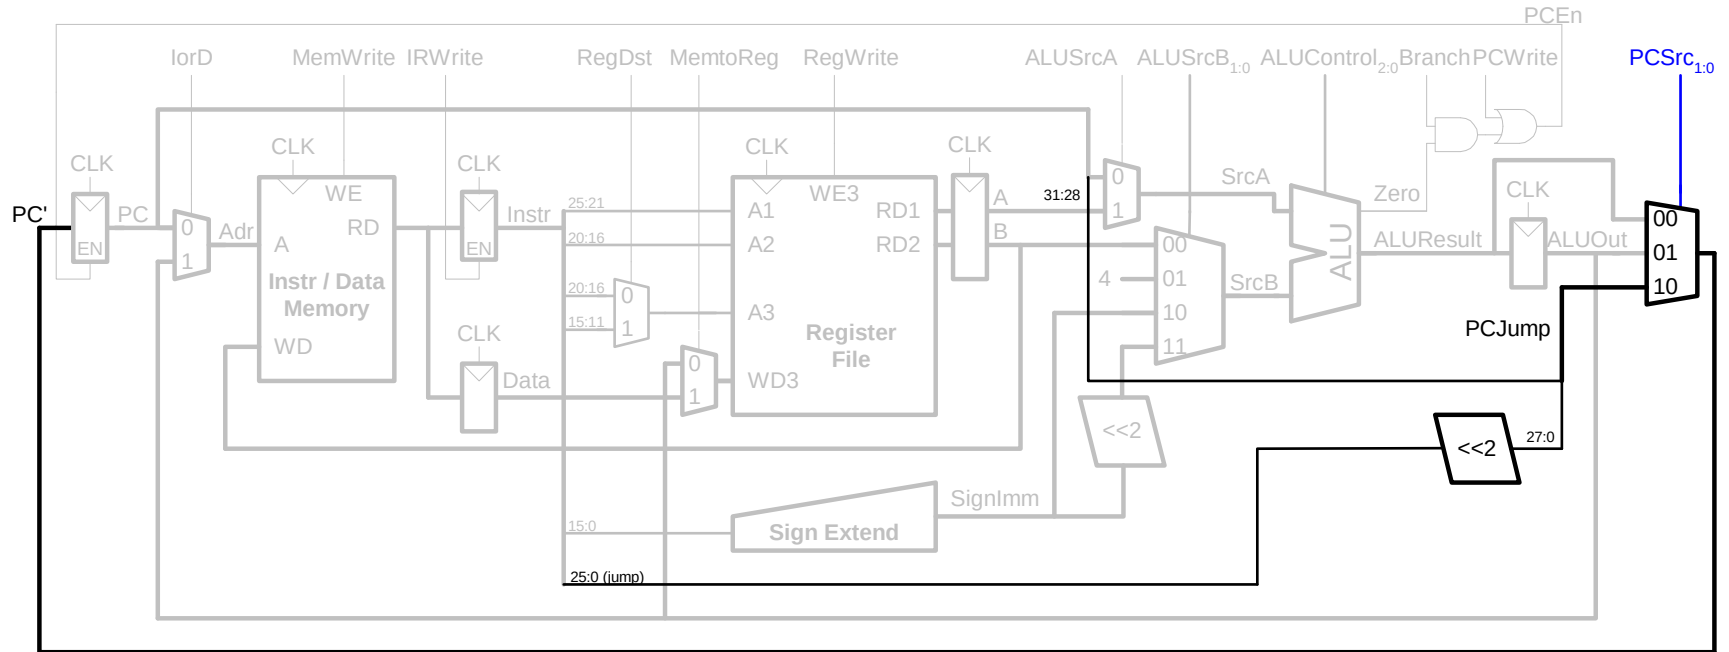 PCEn
IorD MemWrite IRWrite RegDst MemtoReg RegWrite ALUSrcA ALUSrcB1:0 ALUControl2:0 Branch PCWrite PCSrc1:0
CLK CLK CLK CLK CLK CLK
PC' PC EN
0 1 Adr
WE RD A
Instr / Data
Memory
WD
EN Instr
CLK
Data
25:21
20:16
20:16
15:11
0
1
0
1
WE3
A1 RD1
A2 RD2
A3
Register
File
WD3
A
B
31:28
0
1
SrcA
00
01
10
11
4
SrcB
ALU
Zero
ALUResult
CLK
ALUOut
00
01
10
PCJump
<<2
<<2
27:0
SignImm
15:0
Sign Extend
25:0 (jump)